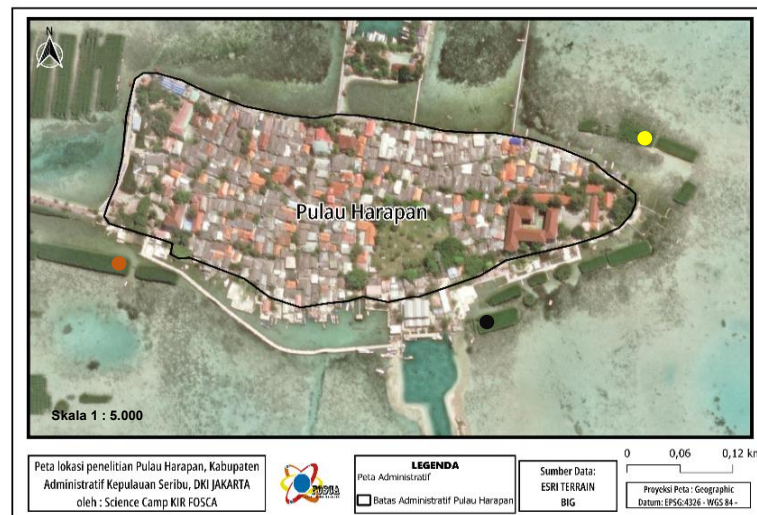 N
Pulau Harapan
Skala 1 : 5.000
Peta lokasi penelitian Pulau Harapan, Kabupaten
Administratif Kepulauan Seribu, DKI JAKARTA
oleh : Science Camp KIR FOSCA
LEGENDA
Peta Administratif
Batas Administratif Pulau Harapan
Sumber Data:
ESRI TERRAIN
BIG
0 0,06 0,12 km
Proyeksi Peta : Geographic
Datum: EPSG:4326 - WGS 84 -